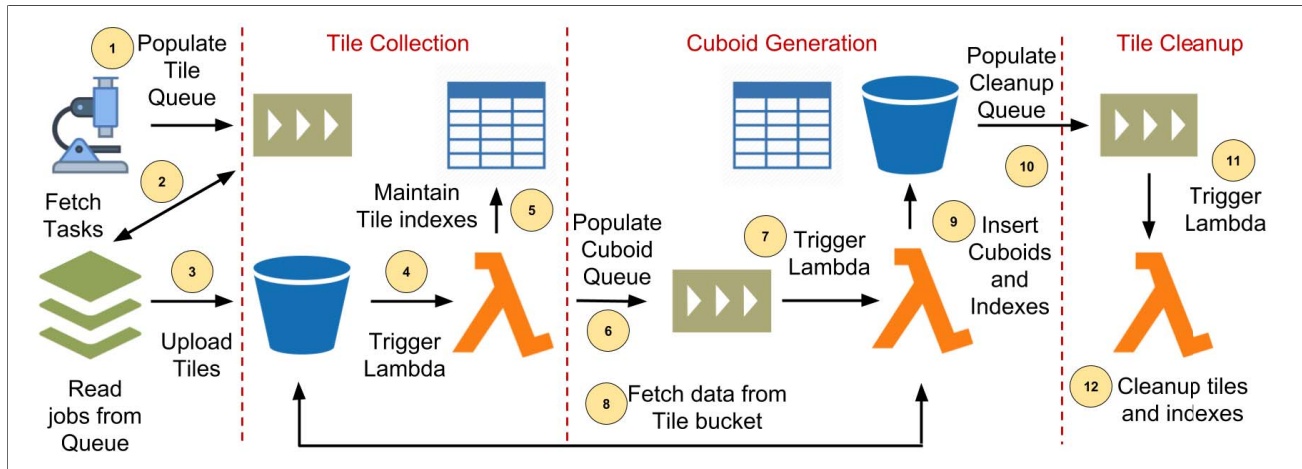 Tile Collection
Cuboid Generation
Tile Cleanup
1
Populate
Tile
Queue
2
Fetch
Tasks
3
Upload
Tiles
Read
jobs from
Queue
4
Trigger
Lambda
Maintain
Tile indexes
5
Populate
Cuboid
Queue
6
7
Trigger
Lambda
8
Fetch data from
Tile bucket
9
Insert
Cuboids
and
Indexes
Populate
Cleanup
Queue
10
11
Trigger
Lambda
12
Cleanup tiles
and indexes